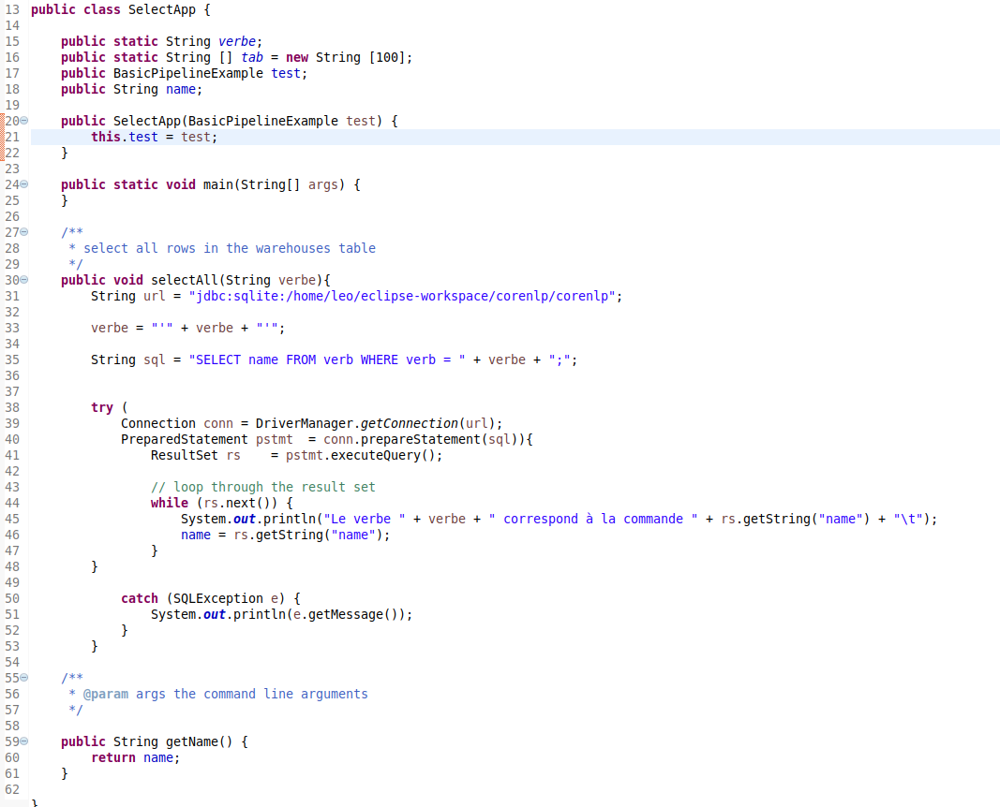 13 public class SelectApp {
14
15     public static String verbe;
16     public static String [] tab = new String [100];
17     public BasicPipelineExample test;
18     public String name;
19
20     public SelectApp(BasicPipelineExample test) {
21         this.test = test;
22     }
23
24     public static void main(String[] args) {
25     }
26
27     /**
28      * select all rows in the warehouses table
29      */
30     public void selectAll(String verbe){
31         String url = "jdbc:sqlite:/home/leo/eclipse-workspace/corenlp/corenlp";
32
33         verbe = "'" + verbe + "'";
34
35         String sql = "SELECT name FROM verb WHERE verb = " + verbe + ";";
36
37
38         try (
39             Connection conn = DriverManager.getConnection(url);
40             PreparedStatement pstmt  = conn.prepareStatement(sql)){
41                 ResultSet rs    = pstmt.executeQuery();
42
43                 // loop through the result set
44                 while (rs.next()) {
45                     System.out.println("Le verbe " + verbe + " correspond à la commande " + rs.getString("name") + "\t");
46                     name = rs.getString("name");
47                 }
48         }
49
50             catch (SQLException e) {
51                 System.out.println(e.getMessage());
52             }
53         }
54
55     /**
56      * @param args the command line arguments
57      */
58
59     public String getName() {
60         return name;
61     }
62
}